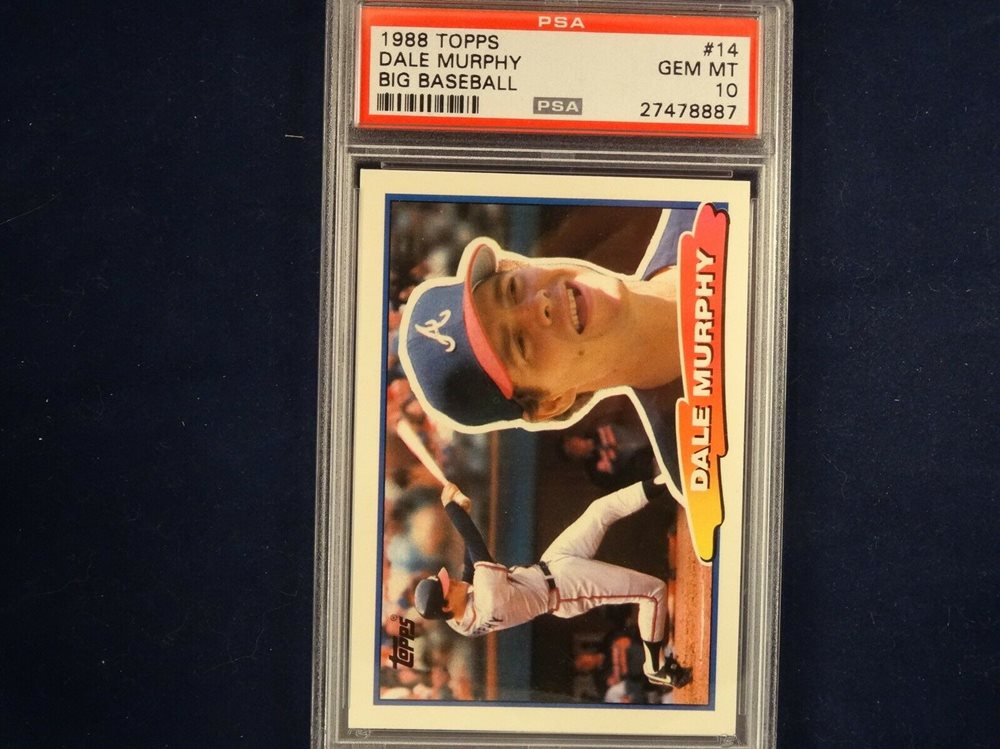 PSA
1988 TOPPS #14
DALE MURPHY GEM MT
BIG BASEBALL 10
PSA 27478887
DALE MURPHY
A
TOPPS®